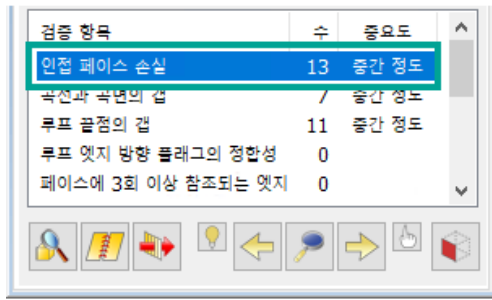 검증 항목 수 중요도
인접 페이스 손실 13 중간 정도
곡선과 곡면의 갭 7 중간 정도
루프 끝점의 갭 11 중간 정도
루프 엣지 방향 플래그의 정합성 0
페이스에 3회 이상 참조되는 엣지 0